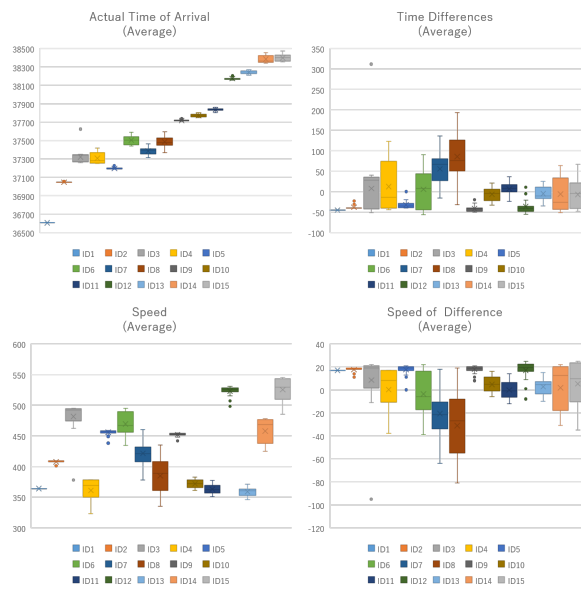 Actual Time of Arrival
(Average)
38500
38300
38100
37900
37700
37500
37300
37100
36900
36700
36500
ID1 ID2 ID3 ID4 ID5
ID6 ID7 ID8 ID9 ID10
ID11 ID12 ID13 ID14 ID15
Time Differences
(Average)
350
300
250
200
150
100
50
0
-50
-100
ID1 ID2 ID3 ID4 ID5
ID6 ID7 ID8 ID9 ID10
ID11 ID12 ID13 ID14 ID15
Speed
(Average)
600
550
500
450
400
350
300
ID1 ID2 ID3 ID4 ID5
ID6 ID7 ID8 ID9 ID10
ID11 ID12 ID13 ID14 ID15
Speed of Difference
(Average)
40
20
0
-20
-40
-60
-80
-100
-120
ID1 ID2 ID3 ID4 ID5
ID6 ID7 ID8 ID9 ID10
ID11 ID12 ID13 ID14 ID15